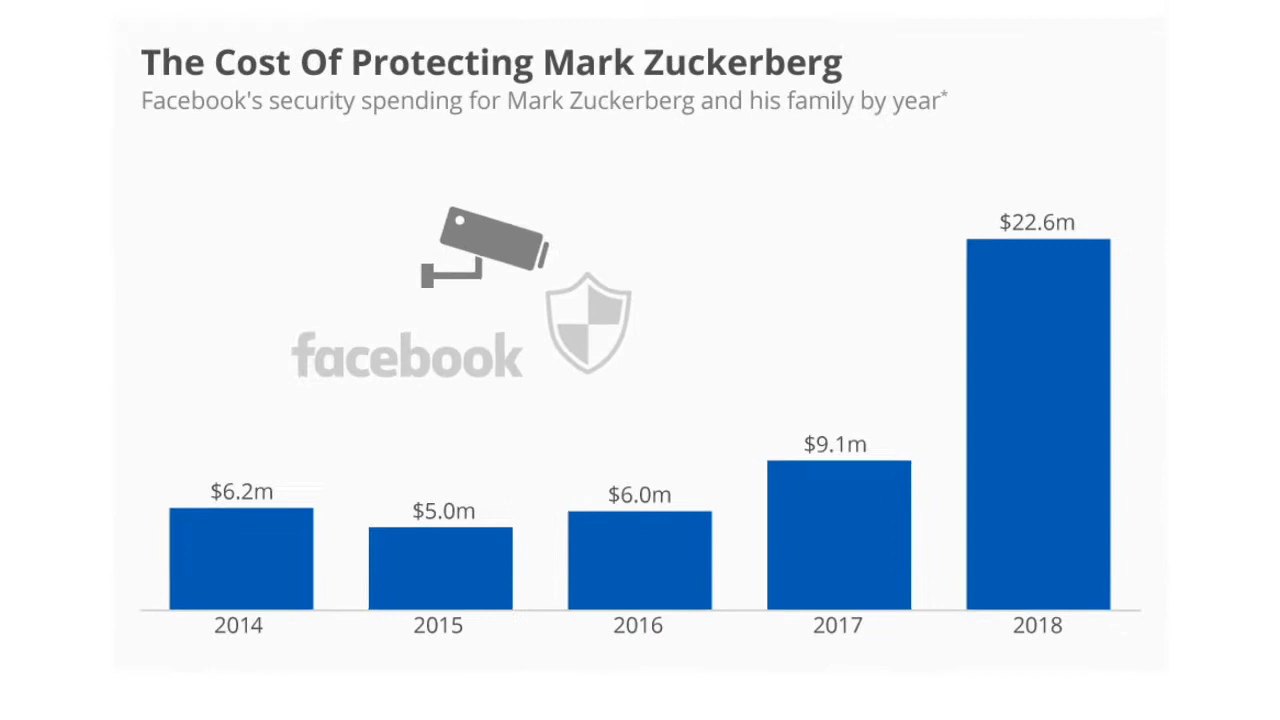 The Cost Of Protecting Mark Zuckerberg
Facebook's security spending for Mark Zuckerberg and his family by year*
facebook
$6.2m
$5.0m
$6.0m
$9.1m
$22.6m
2014
2015
2016
2017
2018